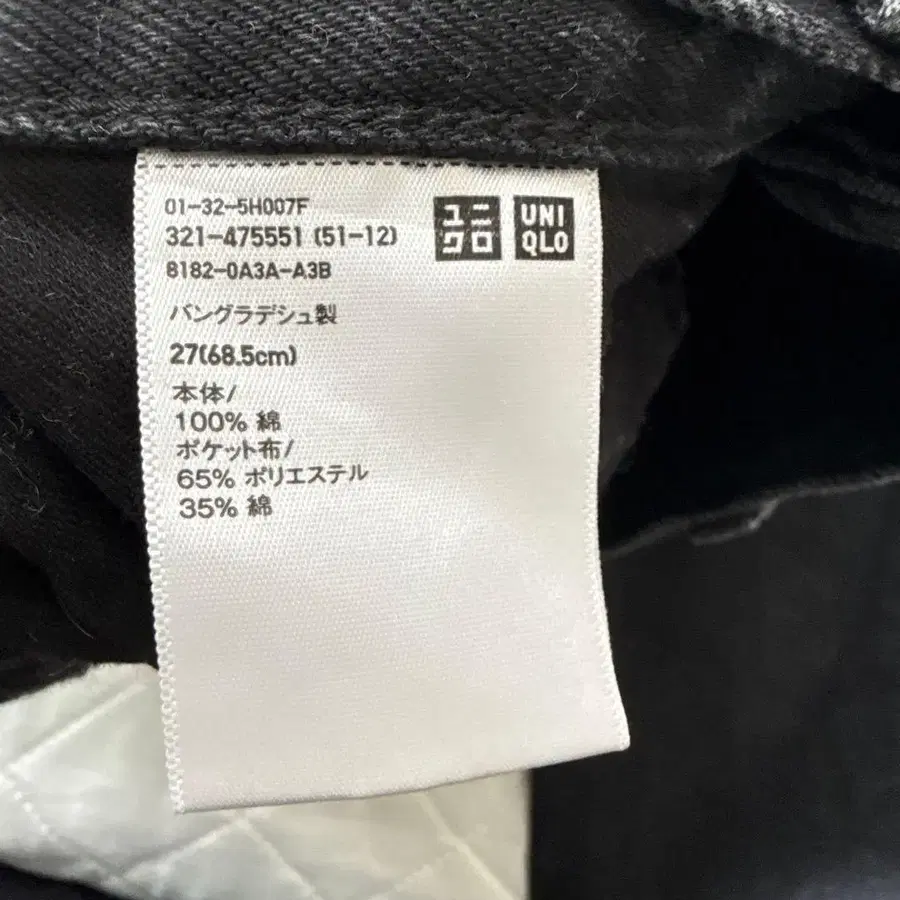 01-32-5H007F
321-475551 (51-12)
8182-0A3A-A3B
ユニ
クロ
UNI
QLO
バングラデシュ製
27(68.5cm)
本体/
100% 綿
ポケット布/
65% ポリエステル
35% 綿